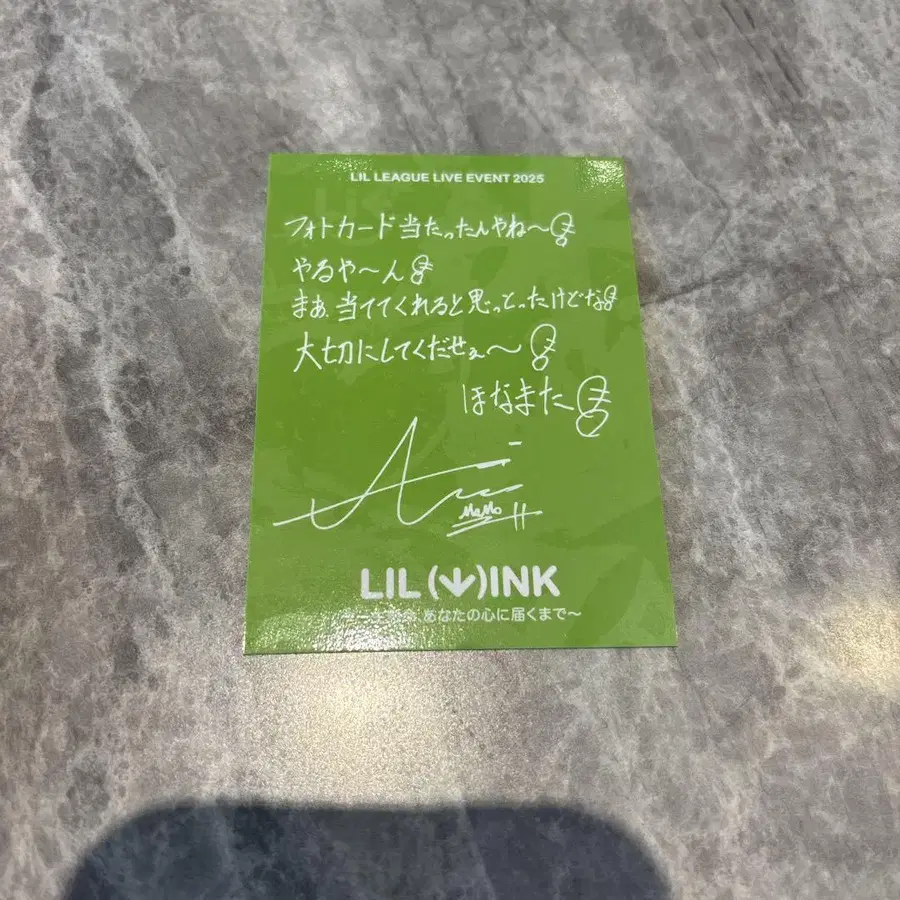 LIL LEAGUE LIVE EVENT 2025
フォトカード当たったんやね〜
やるや〜ん
まぁ、当ててくれると思っとったけどな
大切にしてくだせぇ〜
ほなまた
LIL(↓)INK
あなたの心に届くまで〜